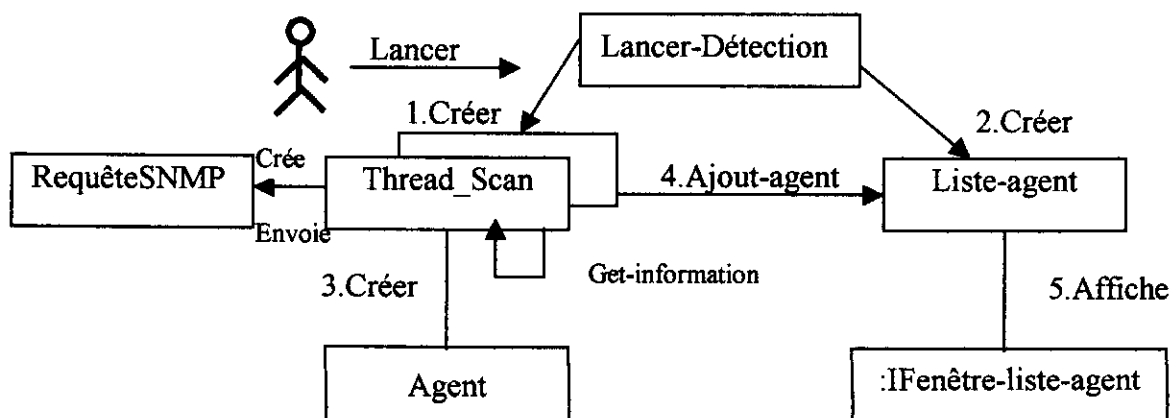 Lancer
Lancer-Détection
1.Créer
2.Créer
RequêteSNMP
Crée
Envoie
Thread_Scan
4.Ajout-agent
Liste-agent
Get-information
3.Créer
5.Affiche
Agent
:IFenêtre-liste-agent